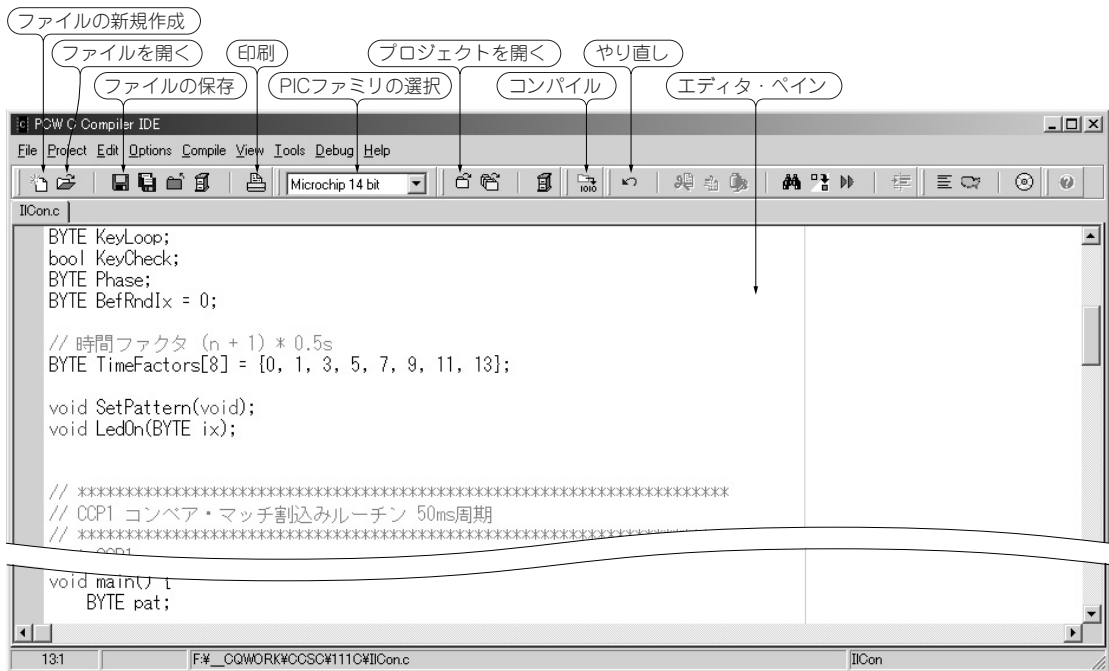 ファイルの新規作成
ファイルを開く
印刷
プロジェクトを開く
やり直し
ファイルの保存
PICファミリの選択
コンパイル
エディタ・ペイン
PCW C Compiler IDE
File Project Edit Options Compile View Tools Debug Help
Microchip 14 bit
IlCon.c
BYTE KeyLoop;
bool KeyCheck;
BYTE Phase;
BYTE BefRndIx = 0;
// 時間ファクタ (n + 1) * 0.5s
BYTE TimeFactors[8] = {0, 1, 3, 5, 7, 9, 11, 13};
void SetPattern(void);
void LedOn(BYTE ix);
// *********************************************************************
// CCP1 コンペア・マッチ割込みルーチン 50ms周期
// *********************************************************************
void main() {
BYTE pat;
13:1
F:¥__CQWORK¥CCSC¥111C¥IlCon.c
IlCon